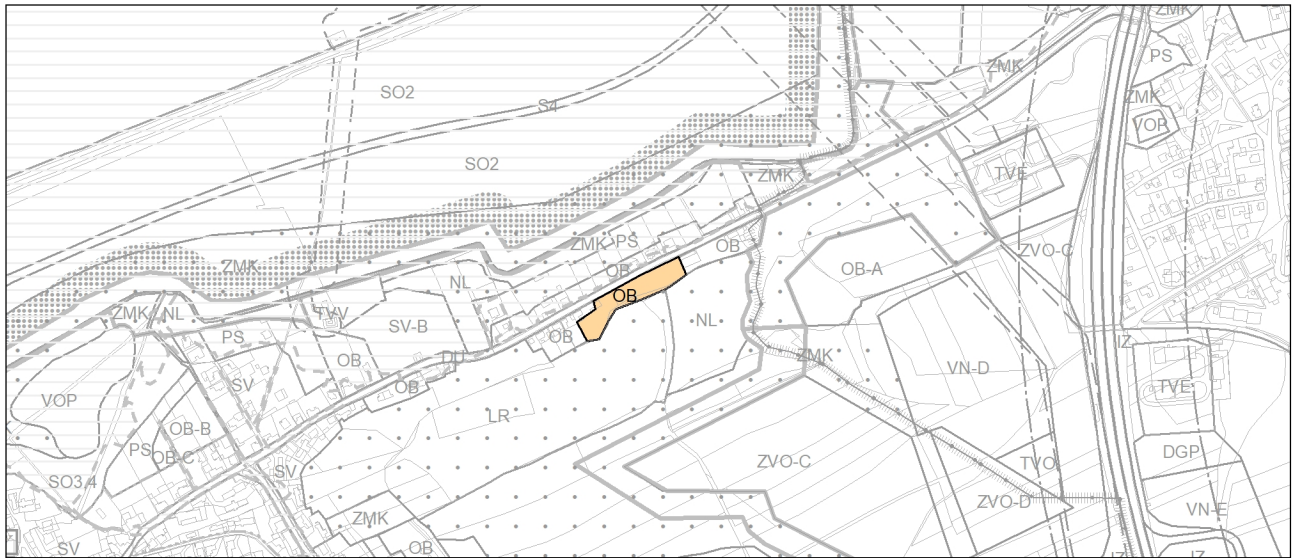 ZMK
PS
ZMK
SO2
ZMK
S4
VOP
SO2
ZMK
TVE
ZMK
PS
OB
ZVO-C
ZMK
OB
OB-A
NL
OB
ZMK
NL
TVV
SV-B
NL
PS
OB
IZ
DU
OB
ZMK
VN-D
SV
OB
TVE
VOP
LR
OB-B
PS
OB-C
ZVO-C
DGP
SV
TVO
SO3,4
ZVO-D
VN-E
ZMK
SV
OB
IZ
IZ